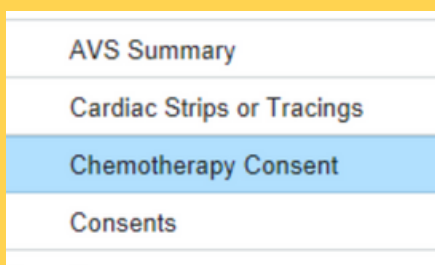 AVS Summary
Cardiac Strips or Tracings
Chemotherapy Consent
Consents